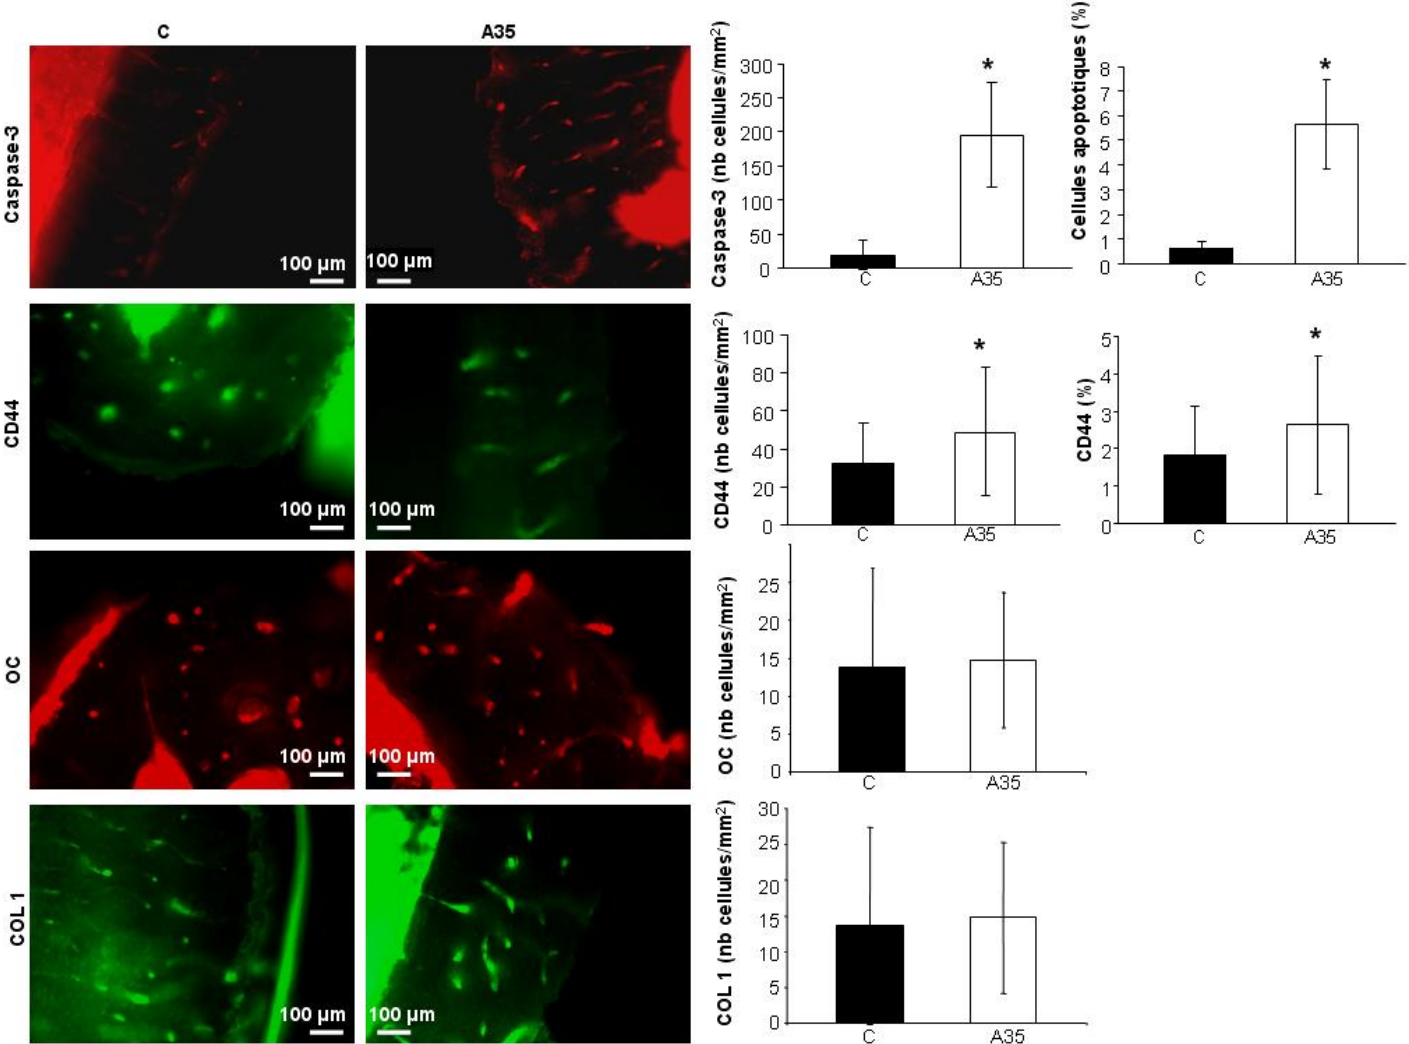 C
A35
Caspase-3
100 µm
100 µm
CD44
100 µm
100 µm
OC
100 µm
100 µm
COL 1
100 µm
100 µm
Caspase-3 (nb cellules/mm²)
300
250
200
150
100
50
0
*
C
A35
Cellules apoptotiques (%)
8
7
6
5
4
3
2
1
0
*
C
A35
CD44 (nb cellules/mm²)
100
80
60
40
20
0
*
C
A35
CD44 (%)
5
4
3
2
1
0
*
C
A35
OC (nb cellules/mm²)
25
20
15
10
5
0
C
A35
COL 1 (nb cellules/mm²)
30
25
20
15
10
5
0
C
A35